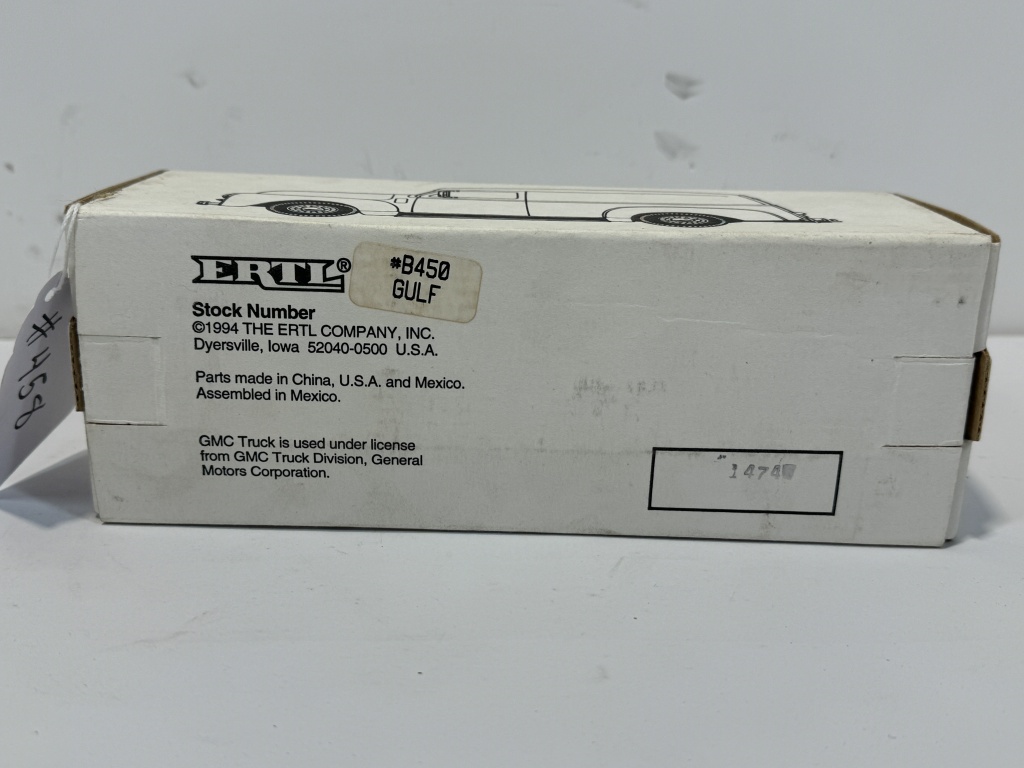 ERTL®
#B450
GULF
Stock Number
©1994 THE ERTL COMPANY, INC.
Dyersville, Iowa 52040-0500 U.S.A.
Parts made in China, U.S.A. and Mexico.
Assembled in Mexico.
GMC Truck is used under license
from GMC Truck Division, General
Motors Corporation.
#458